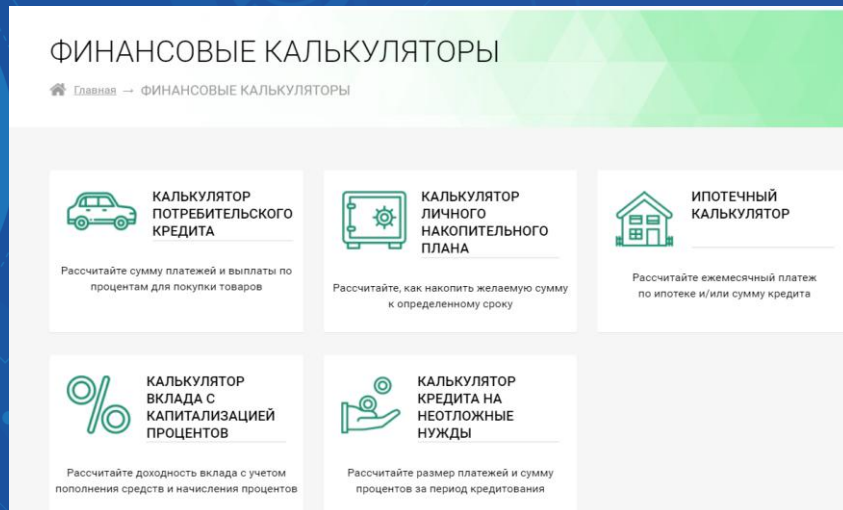 ФИНАНСОВЫЕ КАЛЬКУЛЯТОРЫ
Главная → ФИНАНСОВЫЕ КАЛЬКУЛЯТОРЫ
КАЛЬКУЛЯТОР
ПОТРЕБИТЕЛЬСКОГО
КРЕДИТА
Рассчитайте сумму платежей и выплаты по
процентам для покупки товаров
КАЛЬКУЛЯТОР
ЛИЧНОГО
НАКОПИТЕЛЬНОГО
ПЛАНА
Рассчитайте, как накопить желаемую сумму
к определенному сроку
ИПОТЕЧНЫЙ
КАЛЬКУЛЯТОР
Рассчитайте ежемесячный платеж
по ипотеке и/или сумму кредита
КАЛЬКУЛЯТОР
ВКЛАДА С
КАПИТАЛИЗАЦИЕЙ
ПРОЦЕНТОВ
Рассчитайте доходность вклада с учетом
пополнения средств и начисления процентов
КАЛЬКУЛЯТОР
КРЕДИТА НА
НЕОТЛОЖНЫЕ
НУЖДЫ
Рассчитайте размер платежей и сумму
процентов за период кредитования